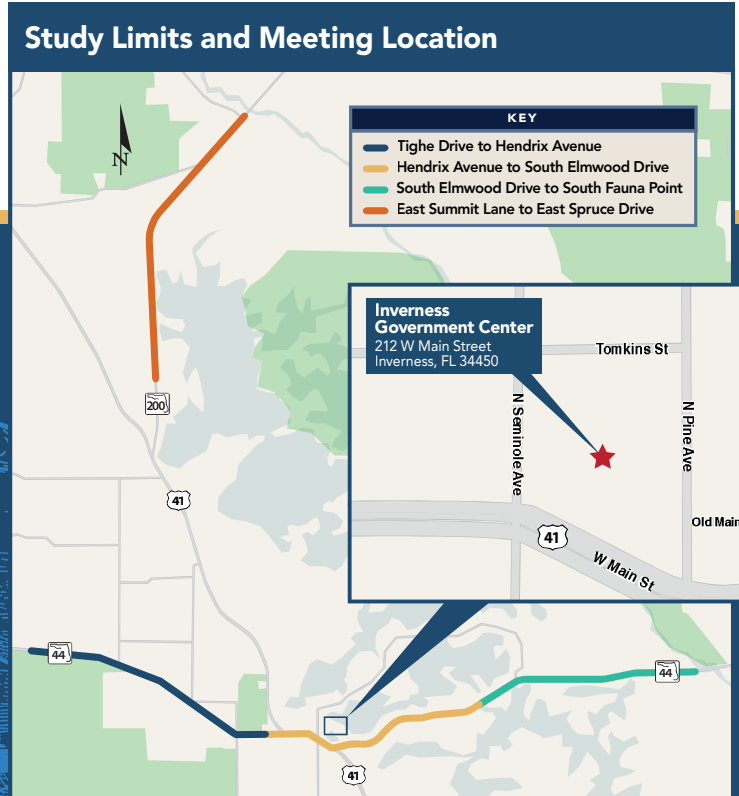 Study Limits and Meeting Location
N
KEY
Tighe Drive to Hendrix Avenue
Hendrix Avenue to South Elmwood Drive
South Elmwood Drive to South Fauna Point
East Summit Lane to East Spruce Drive
Inverness
Government Center
212 W Main Street
Inverness, FL 34450
Tomkins St
N Seminole Ave
N Pine Ave
Old Main
41
W Main St
200
41
44
44
41